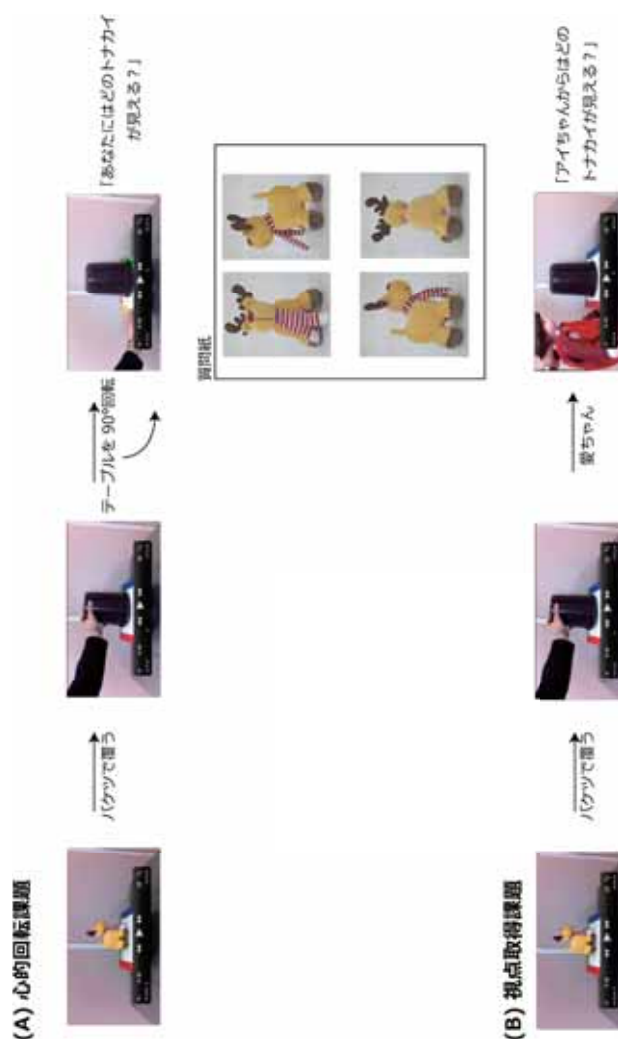 (A) 心的回転課題
バケツで覆う
テーブルを 90°回転
「あなたにはどのトナカイ
が見える？」
質問紙
(B) 視点取得課題
バケツで覆う
愛ちゃん
「アイちゃんからはどの
トナカイが見える？」